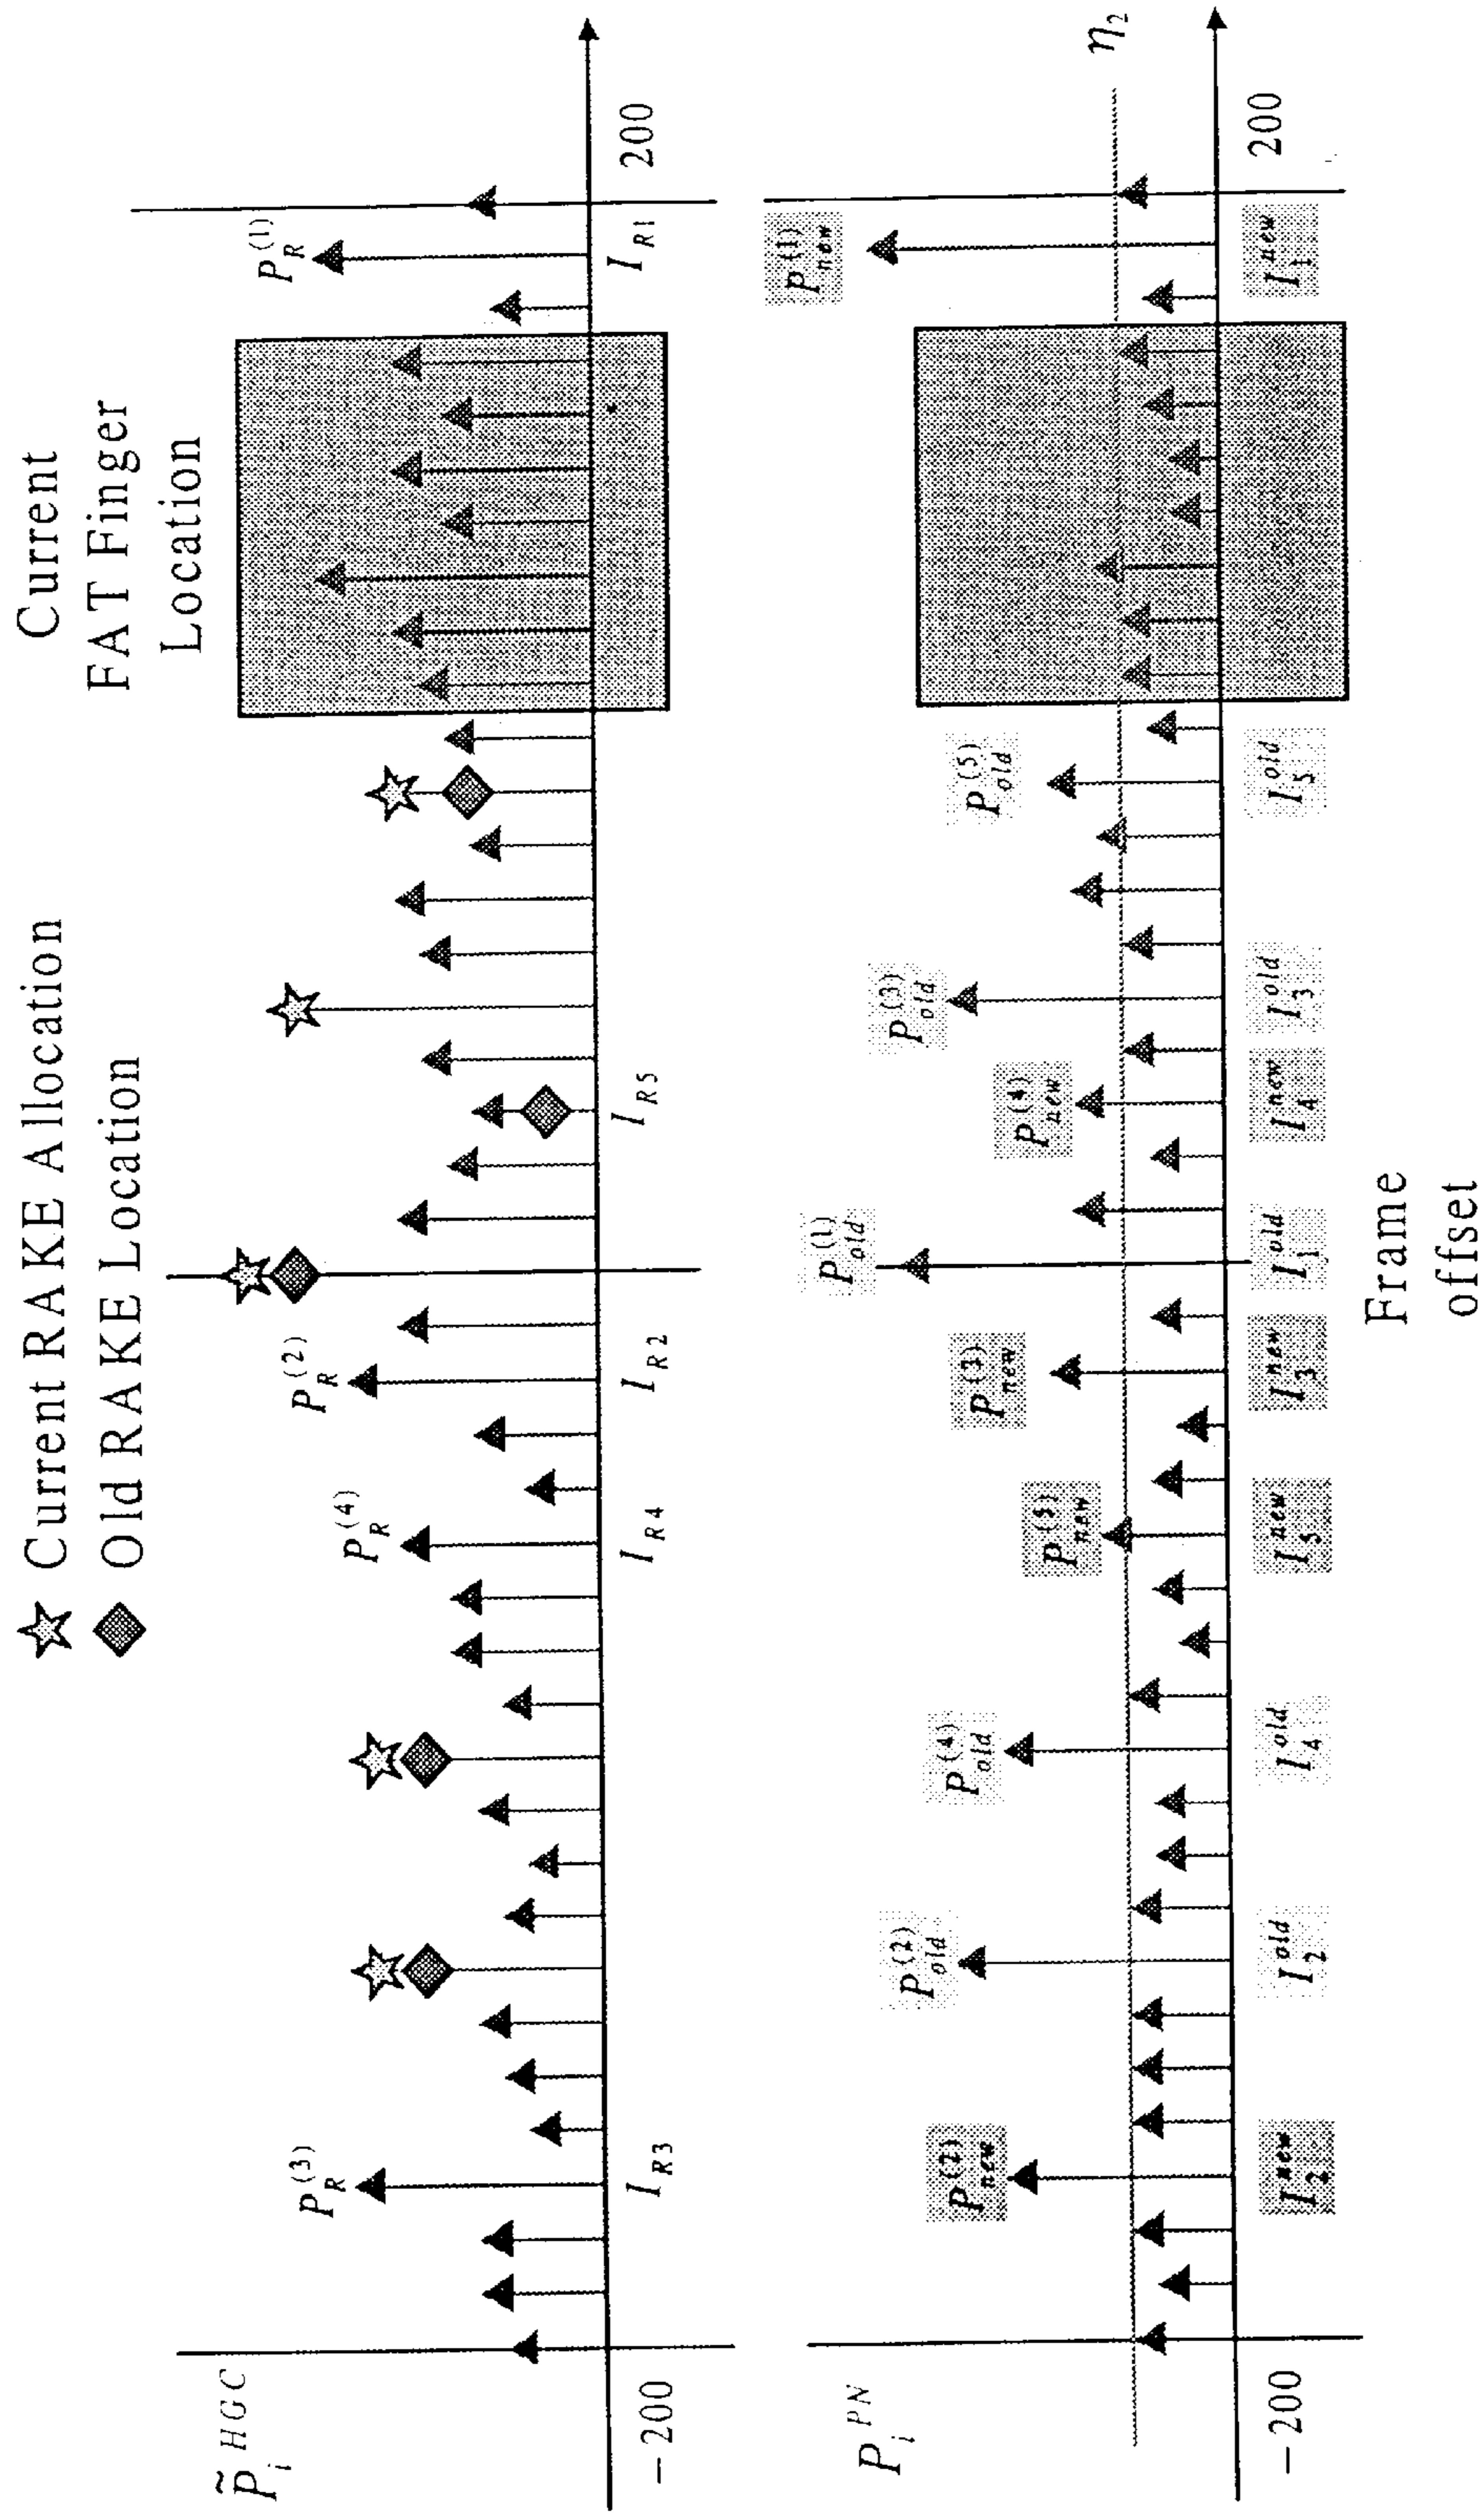 Current RAKE Allocation
Old RAKE Location
Current
FAT Finger
Location
P̃_i^HGC
P_R^(3)
P_R^(4)
P_R^(2)
P_R^(1)
−200
I_R3
I_R4
I_R2
I_R5
I_R1
200
P_i^PN
P_new^(2)
P_old^(2)
P_old^(4)
P_new^(5)
P_new^(3)
P_old^(1)
P_new^(4)
P_old^(3)
P_old^(5)
P_new^(1)
η_2
−200
I_2^new
I_2^old
I_4^old
I_5^new
I_3^new
I_1^old
I_4^new
I_3^old
I_5^old
I_1^new
200
Frame
offset